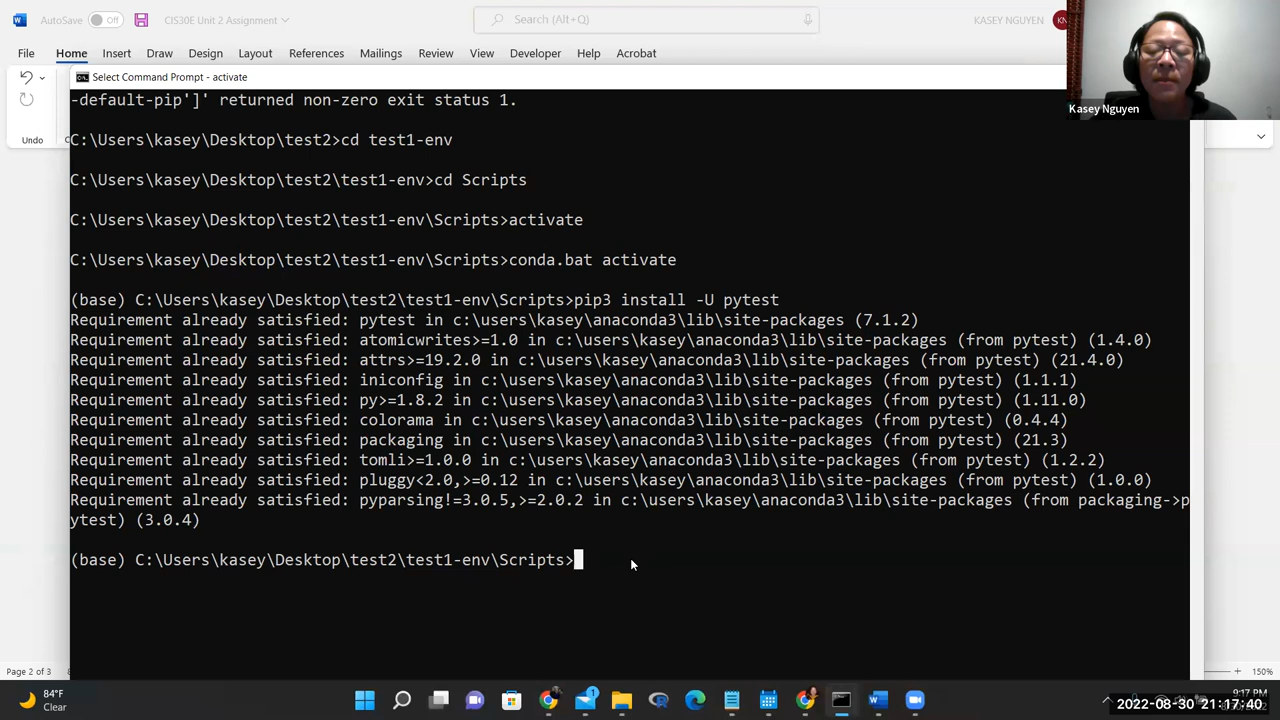 AutoSave Off CIS30E Unit 2 Assignment Search (Alt+Q) KASEY NGUYEN
File Home Insert Draw Design Layout References Mailings Review View Developer Help Acrobat
Select Command Prompt - activate
Kasey Nguyen
Undo
-default-pip']' returned non-zero exit status 1.
C:\Users\kasey\Desktop\test2>cd test1-env
C:\Users\kasey\Desktop\test2\test1-env>cd Scripts
C:\Users\kasey\Desktop\test2\test1-env\Scripts>activate
C:\Users\kasey\Desktop\test2\test1-env\Scripts>conda.bat activate
(base) C:\Users\kasey\Desktop\test2\test1-env\Scripts>pip3 install -U pytest
Requirement already satisfied: pytest in c:\users\kasey\anaconda3\lib\site-packages (7.1.2)
Requirement already satisfied: atomicwrites>=1.0 in c:\users\kasey\anaconda3\lib\site-packages (from pytest) (1.4.0)
Requirement already satisfied: attrs>=19.2.0 in c:\users\kasey\anaconda3\lib\site-packages (from pytest) (21.4.0)
Requirement already satisfied: iniconfig in c:\users\kasey\anaconda3\lib\site-packages (from pytest) (1.1.1)
Requirement already satisfied: py>=1.8.2 in c:\users\kasey\anaconda3\lib\site-packages (from pytest) (1.11.0)
Requirement already satisfied: colorama in c:\users\kasey\anaconda3\lib\site-packages (from pytest) (0.4.4)
Requirement already satisfied: packaging in c:\users\kasey\anaconda3\lib\site-packages (from pytest) (21.3)
Requirement already satisfied: tomli>=1.0.0 in c:\users\kasey\anaconda3\lib\site-packages (from pytest) (1.2.2)
Requirement already satisfied: pluggy<2.0,>=0.12 in c:\users\kasey\anaconda3\lib\site-packages (from pytest) (1.0.0)
Requirement already satisfied: pyparsing!=3.0.5,>=2.0.2 in c:\users\kasey\anaconda3\lib\site-packages (from packaging->p
ytest) (3.0.4)
(base) C:\Users\kasey\Desktop\test2\test1-env\Scripts>
Page 2 of 3 150%
84°F
Clear
9:17 PM
2022-08-30 21:17:40